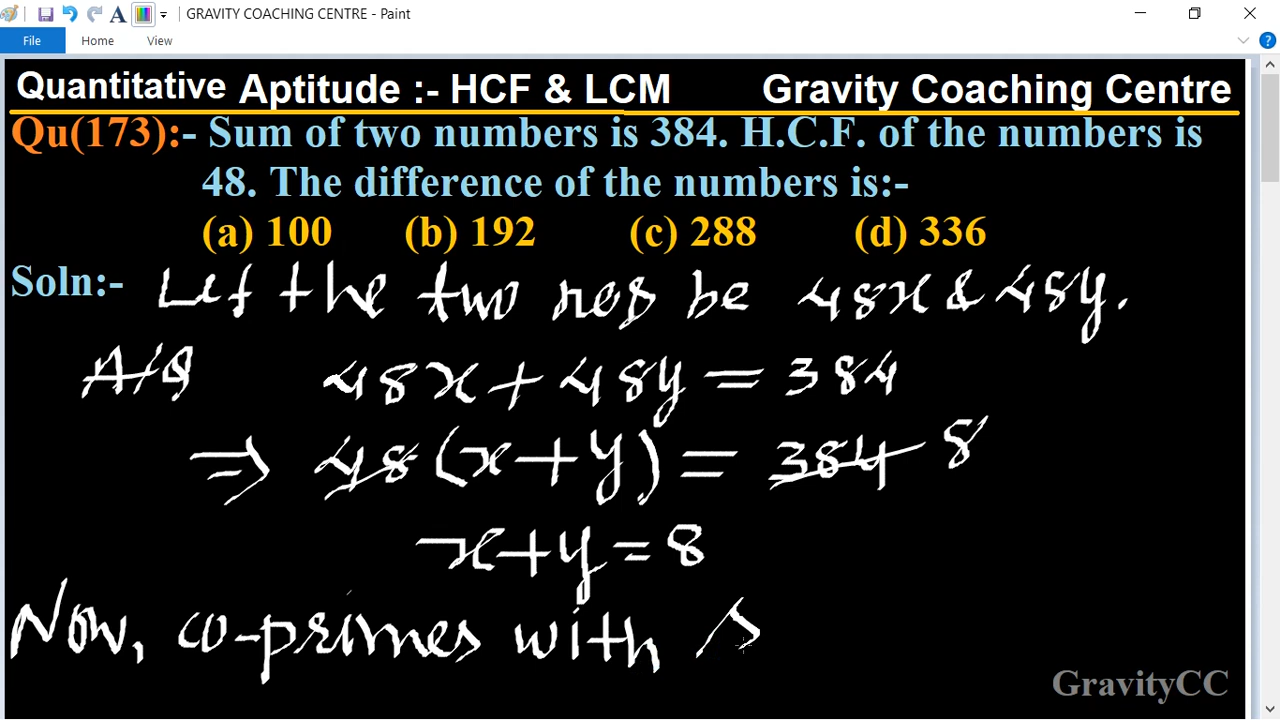 GRAVITY COACHING CENTRE - Paint
File Home View
Quantitative Aptitude :- HCF & LCM Gravity Coaching Centre
Qu(173):- Sum of two numbers is 384. H.C.F. of the numbers is
48. The difference of the numbers is:-
(a) 100 (b) 192 (c) 288 (d) 336
Soln:- Let the two nos be 48x & 48y.
A/Q 48x + 48y = 384
⇒ 48 (x + y) = 384 8
x + y = 8
Now, co-primes with
GravityCC